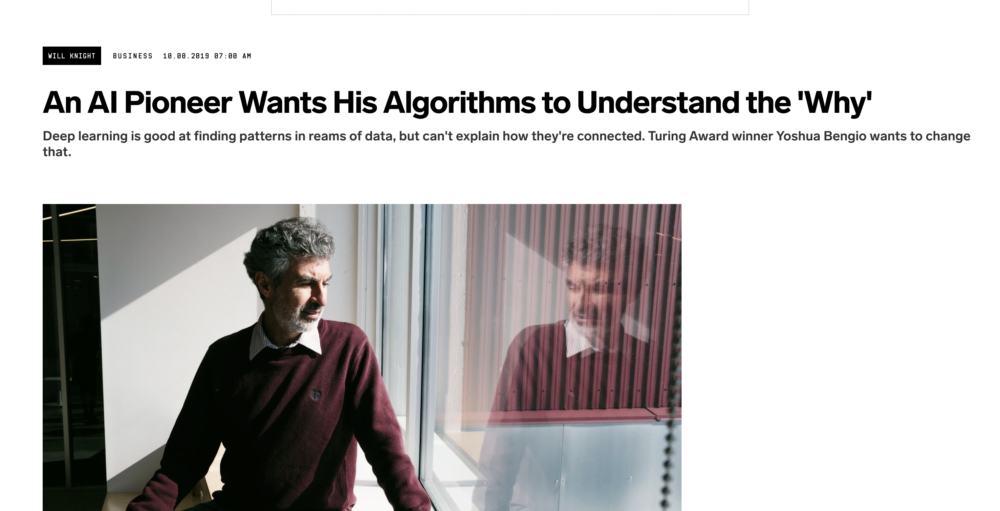 WILL KNIGHT BUSINESS 10.08.2019 07:00 AM
An AI Pioneer Wants His Algorithms to Understand the 'Why'
Deep learning is good at finding patterns in reams of data, but can't explain how they're connected. Turing Award winner Yoshua Bengio wants to change
that.